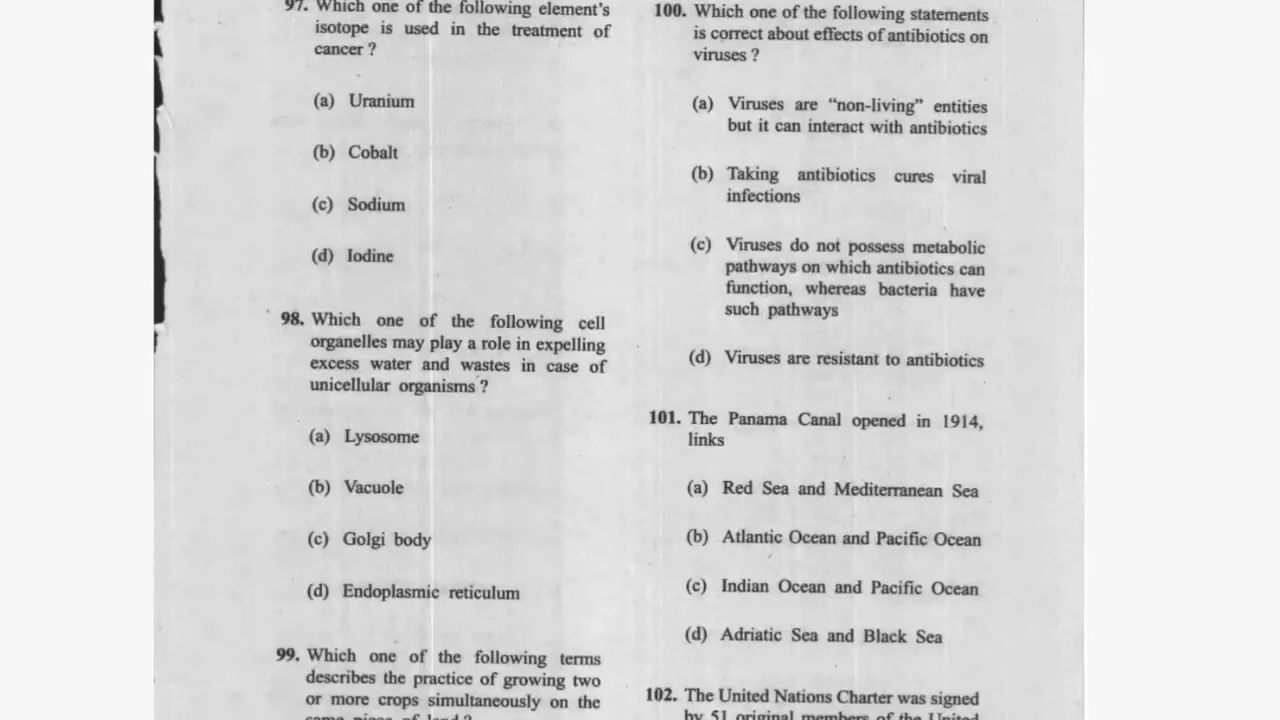 97. Which one of the following element's
isotope is used in the treatment of
cancer ?
(a) Uranium
(b) Cobalt
(c) Sodium
(d) Iodine
98. Which one of the following cell
organelles may play a role in expelling
excess water and wastes in case of
unicellular organisms ?
(a) Lysosome
(b) Vacuole
(c) Golgi body
(d) Endoplasmic reticulum
99. Which one of the following terms
describes the practice of growing two
or more crops simultaneously on the
same piece of land ?
100. Which one of the following statements
is correct about effects of antibiotics on
viruses ?
(a) Viruses are “non-living” entities
but it can interact with antibiotics
(b) Taking antibiotics cures viral
infections
(c) Viruses do not possess metabolic
pathways on which antibiotics can
function, whereas bacteria have
such pathways
(d) Viruses are resistant to antibiotics
101. The Panama Canal opened in 1914,
links
(a) Red Sea and Mediterranean Sea
(b) Atlantic Ocean and Pacific Ocean
(c) Indian Ocean and Pacific Ocean
(d) Adriatic Sea and Black Sea
102. The United Nations Charter was signed
by 51 original members of the United